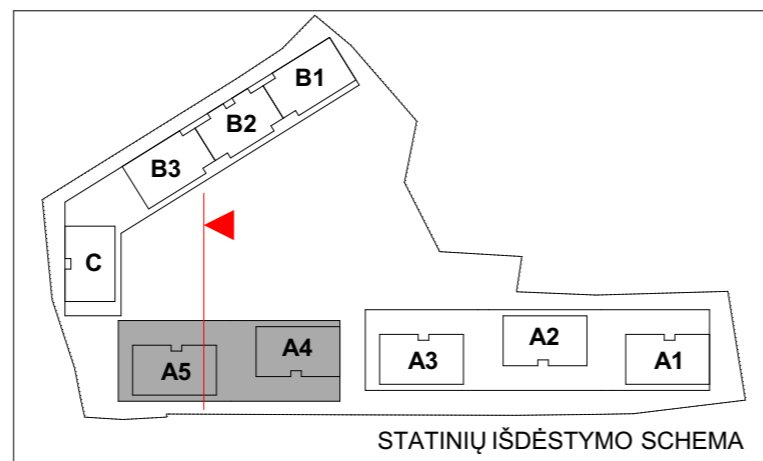 B1
B2
B3
C
A2
A4
A3
A1
A5
STATINIŲ IŠDĖSTYMO SCHEMA